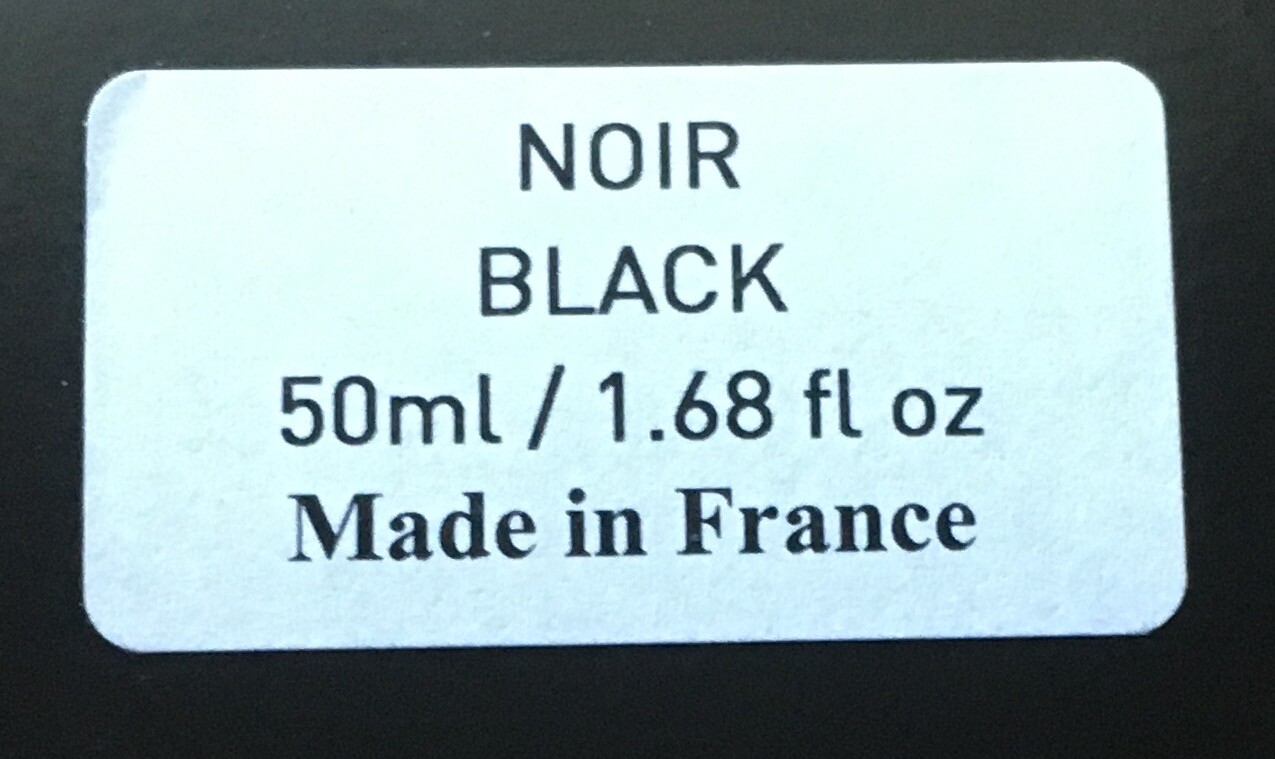 NOIR
BLACK
50ml / 1.68 fl oz
Made in France